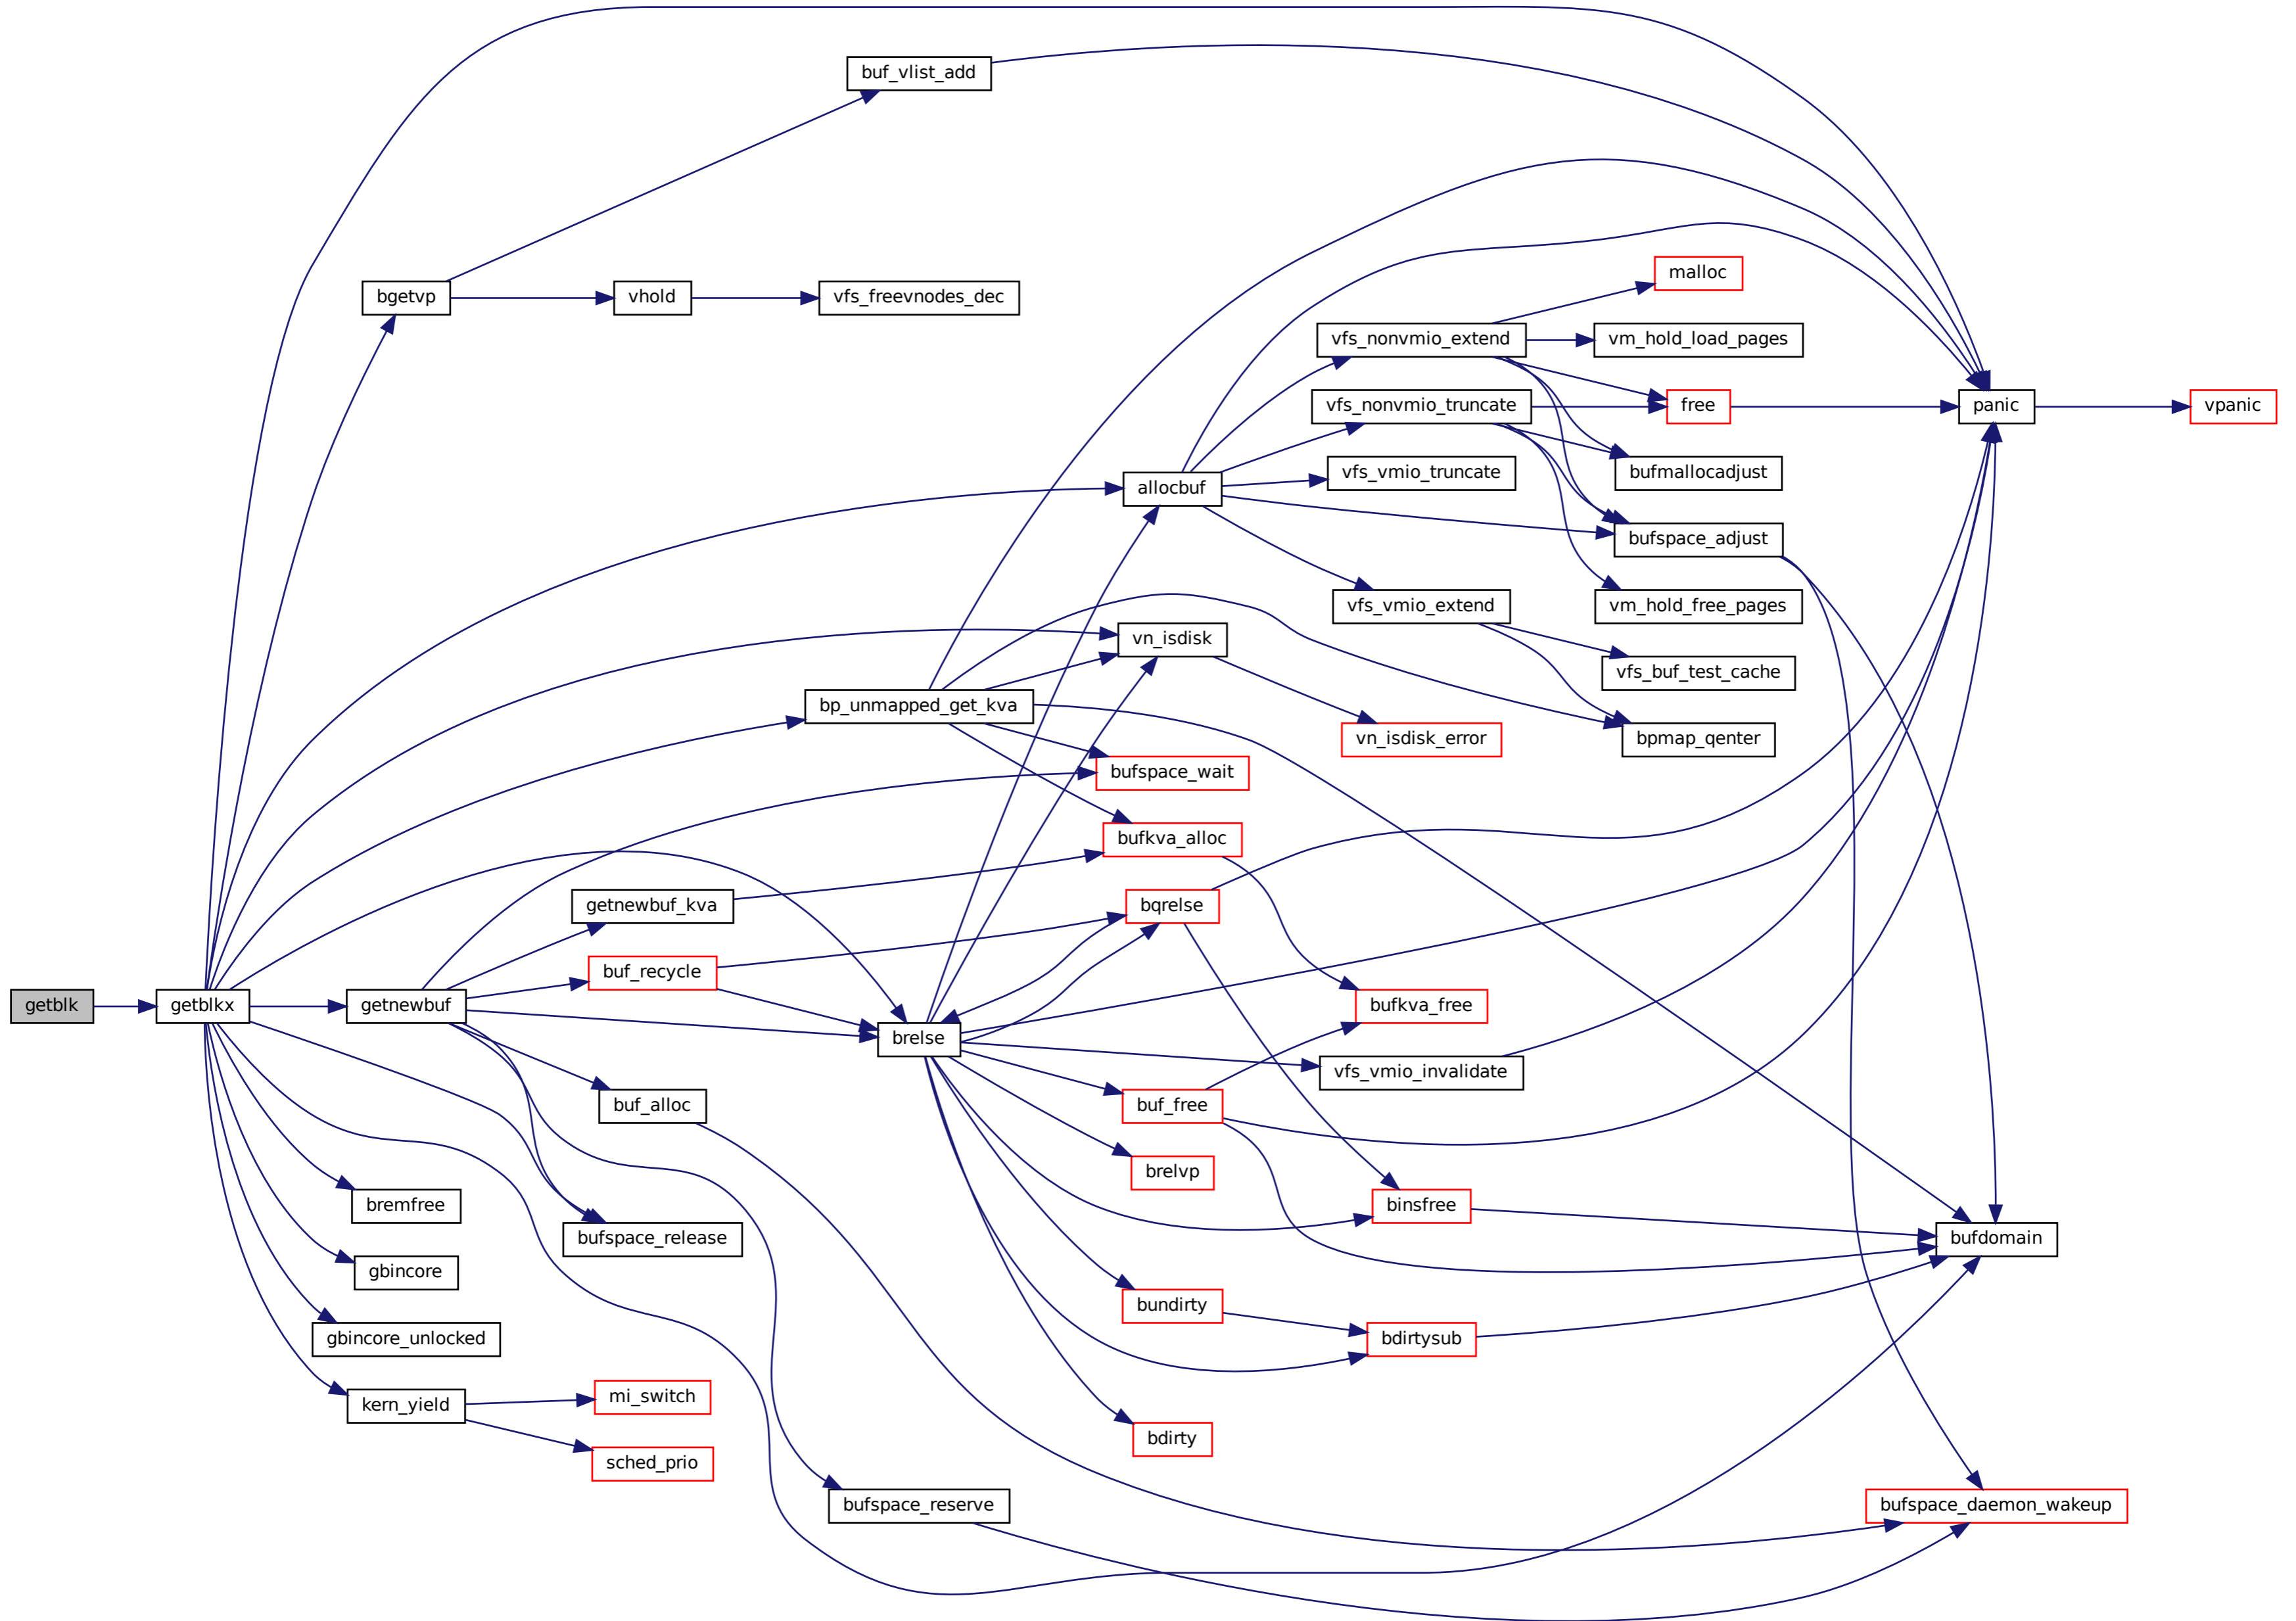 buf_vlist_add
malloc
bgetvp
vhold
vfs_freevnodes_dec
vfs_nonvmio_extend
vm_hold_load_pages
vfs_nonvmio_truncate
free
panic
vpanic
allocbuf
vfs_vmio_truncate
bufmallocadjust
bufspace_adjust
vfs_vmio_extend
vm_hold_free_pages
vn_isdisk
vfs_buf_test_cache
bp_unmapped_get_kva
vn_isdisk_error
bpmap_qenter
bufspace_wait
bufkva_alloc
getnewbuf_kva
bqrelse
buf_recycle
getblk
getblkx
getnewbuf
bufkva_free
brelse
vfs_vmio_invalidate
buf_alloc
buf_free
brelvp
bremfree
binsfree
bufspace_release
bufdomain
gbincore
bundirty
gbincore_unlocked
bdirtysub
kern_yield
mi_switch
bdirty
sched_prio
bufspace_reserve
bufspace_daemon_wakeup